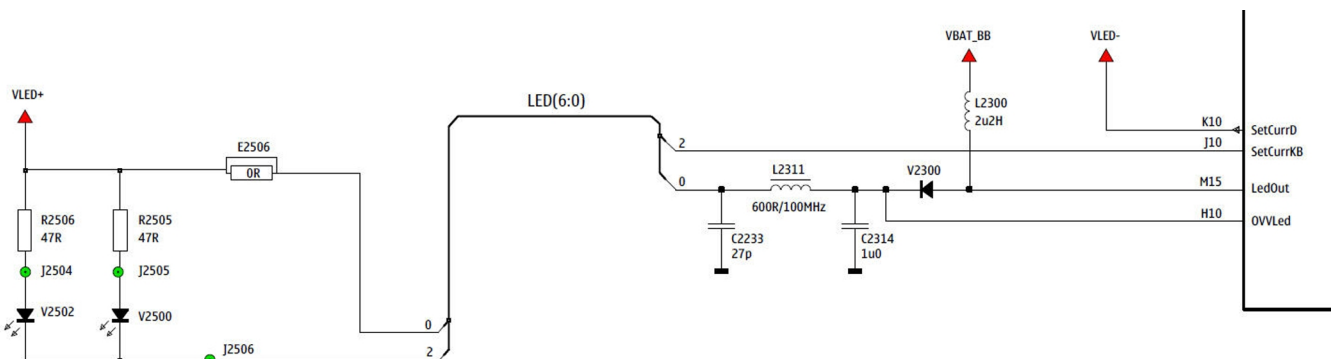 VBAT_BB
VLED-
VLED+
LED(6:0)
L2300
2u2H
K10
SetCurrD
E2506
0R
2
J10
SetCurrKB
L2311
V2300
0
M15
LedOut
600R/100MHz
H10
OVVLed
R2506
47R
R2505
47R
C2233
27p
C2314
1u0
J2504
J2505
V2502
V2500
0
J2506
2